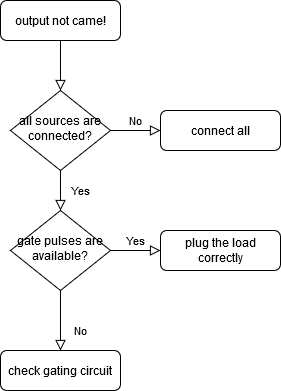 output not came!
all sources are
connected?
No
connect all
Yes
gate pulses are
available?
Yes
plug the load
correctly
No
check gating circuit